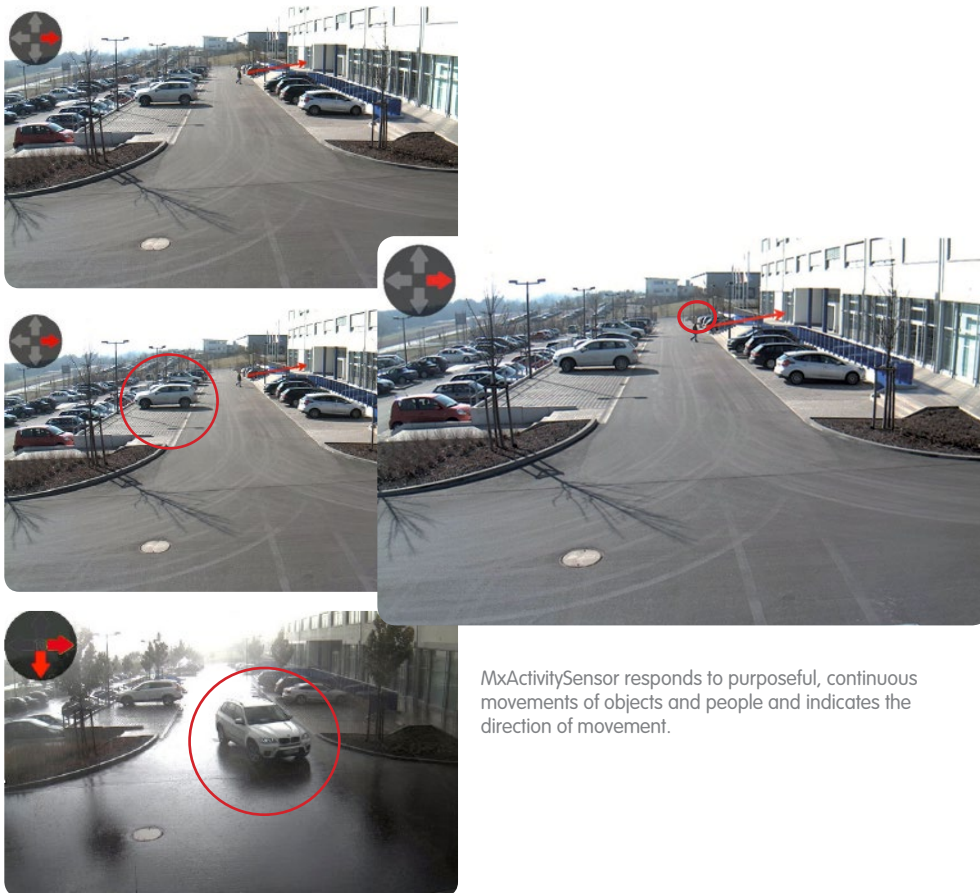 MxActivitySensor responds to purposeful, continuous
movements of objects and people and indicates the
direction of movement.